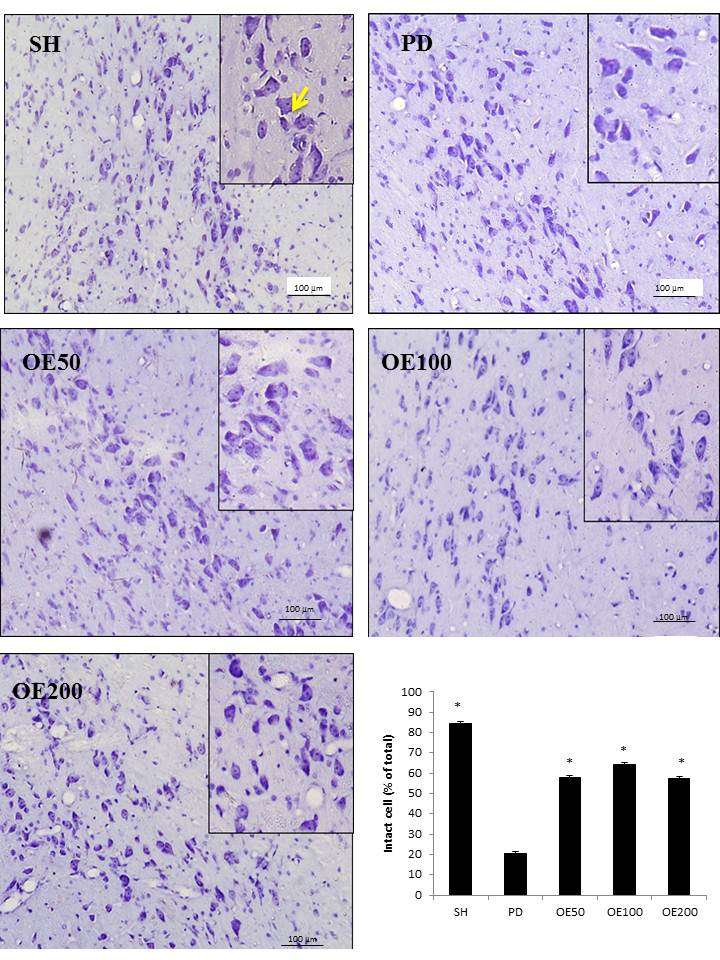 SH
PD
100 µm
100 µm
OE50
OE100
100 µm
100 µm
OE200
100 µm
Intact cell (% of total)
100
90
80
70
60
50
40
30
20
10
0
*
*
*
*
SH PD OE50 OE100 OE200